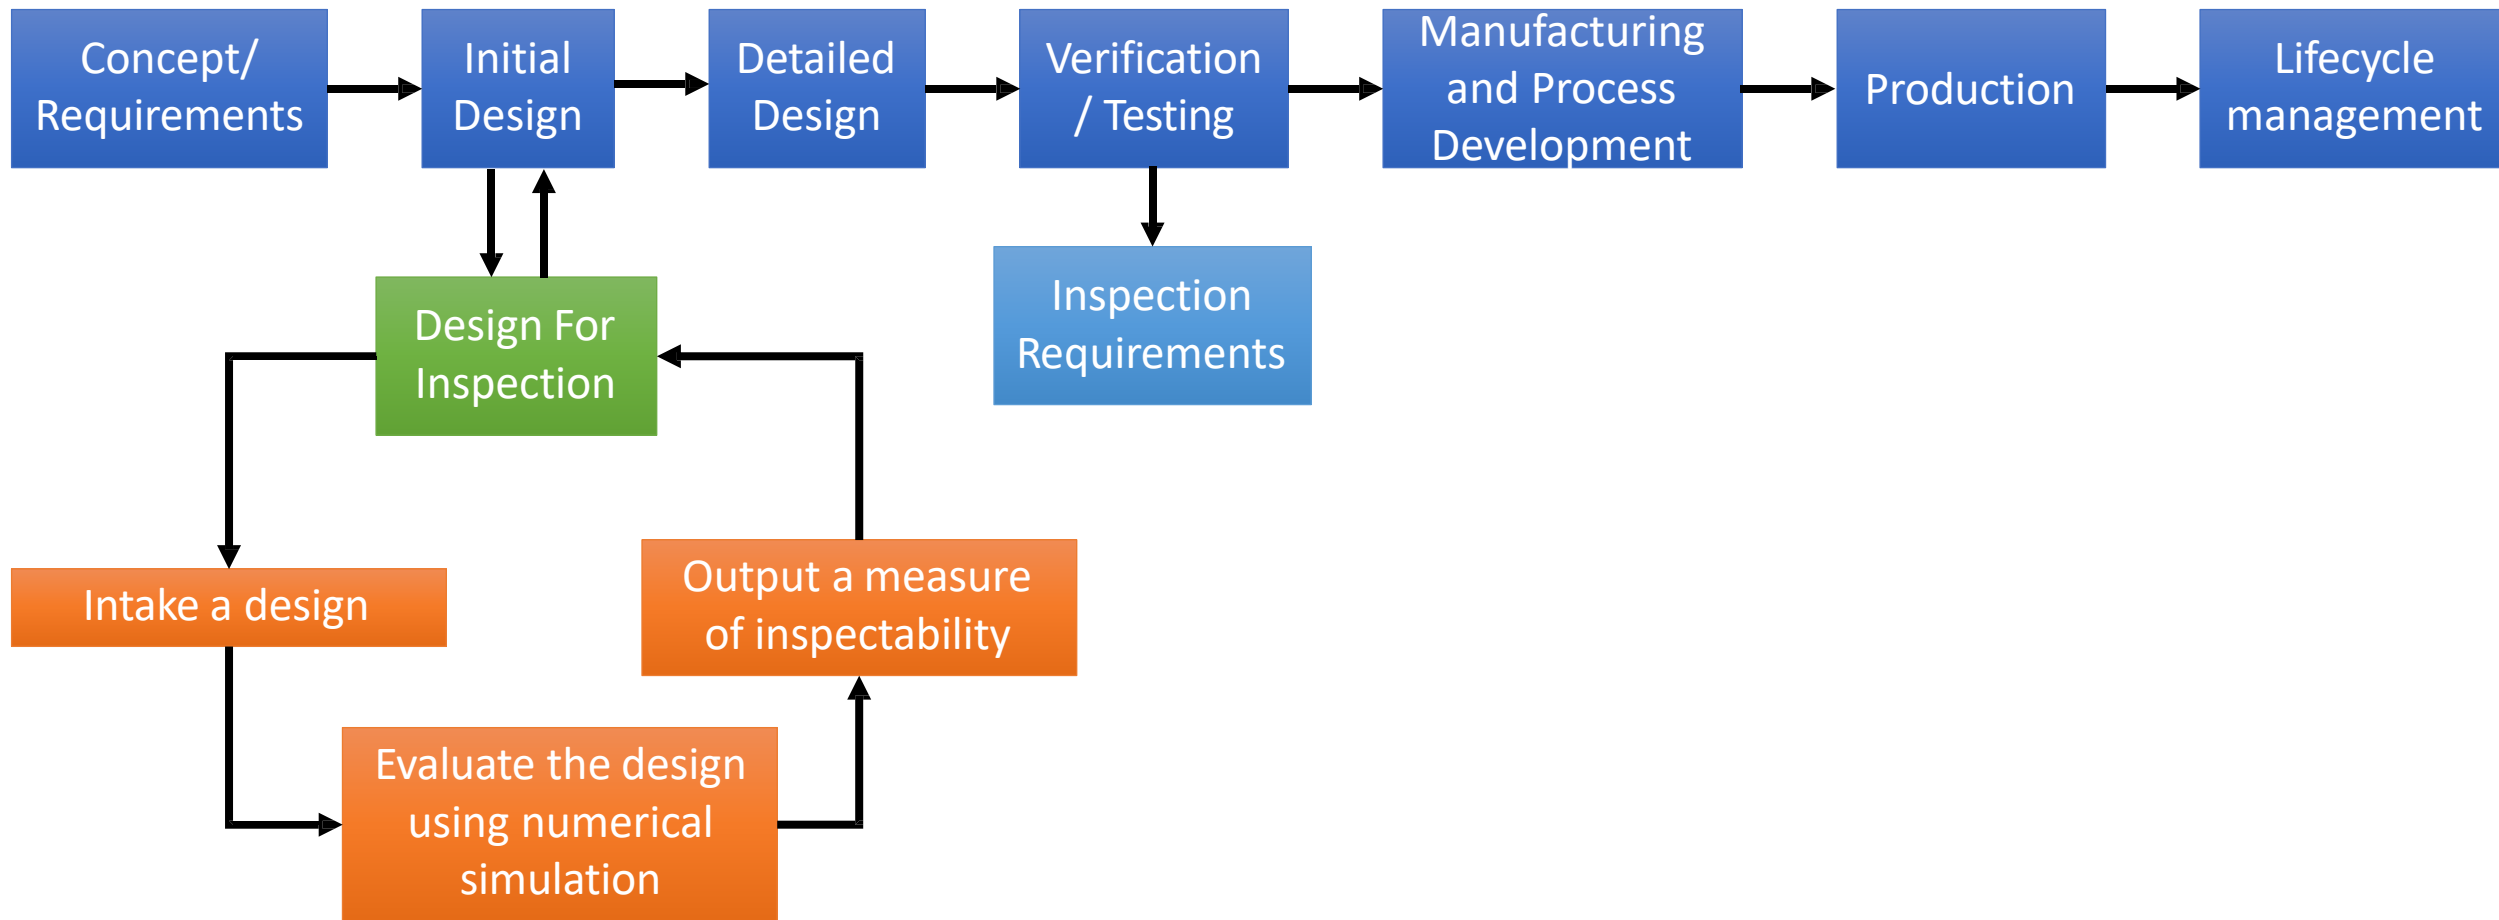 Concept/
Requirements
Initial
Design
Detailed
Design
Verification
/ Testing
Manufacturing
and Process
Development
Production
Lifecycle
management
Design For
Inspection
Inspection
Requirements
Intake a design
Output a measure
of inspectability
Evaluate the design
using numerical
simulation